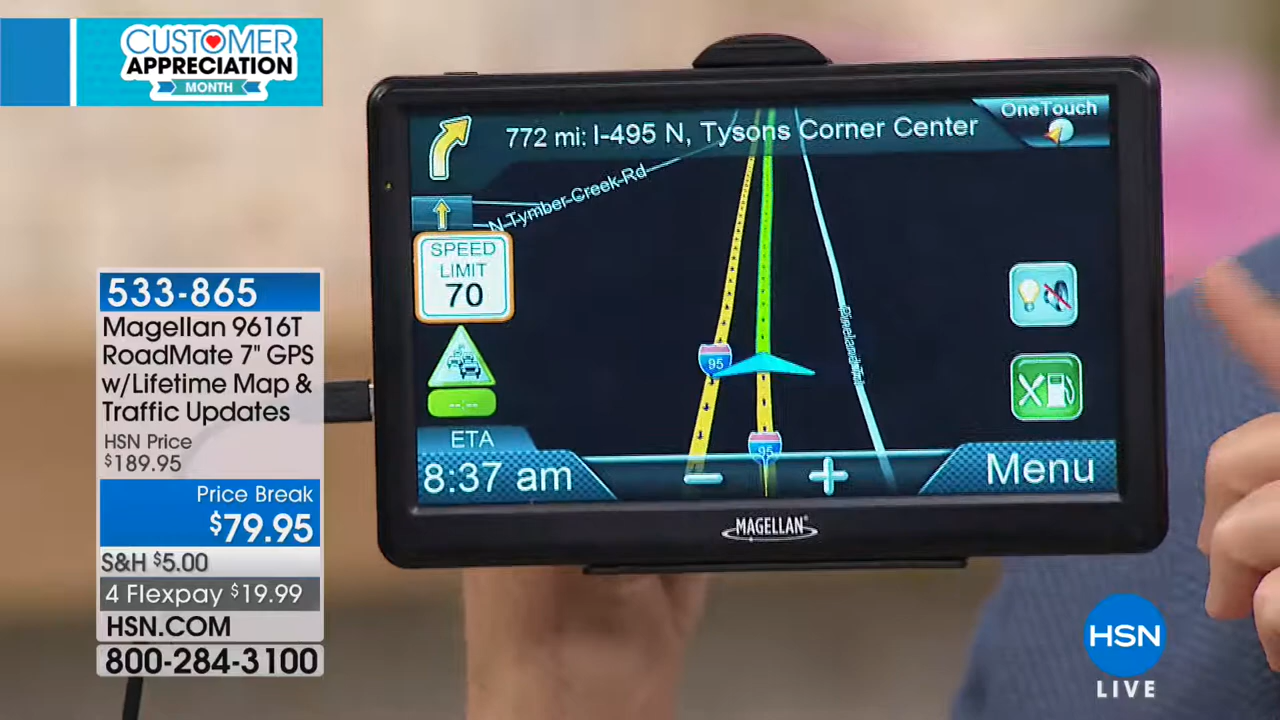 CUSTOMER
APPRECIATION
MONTH
533-865
Magellan 9616T
RoadMate 7" GPS
w/Lifetime Map &
Traffic Updates
HSN Price
$189.95
Price Break
$79.95
S&H $5.00
4 Flexpay $19.99
HSN.COM
800-284-3100
772 mi: I-495 N, Tysons Corner Center
OneTouch
N Tymber Creek Rd
SPEED
LIMIT
70
95
95
--:--
ETA
8:37 am
Menu
MAGELLAN®
HSN
LIVE